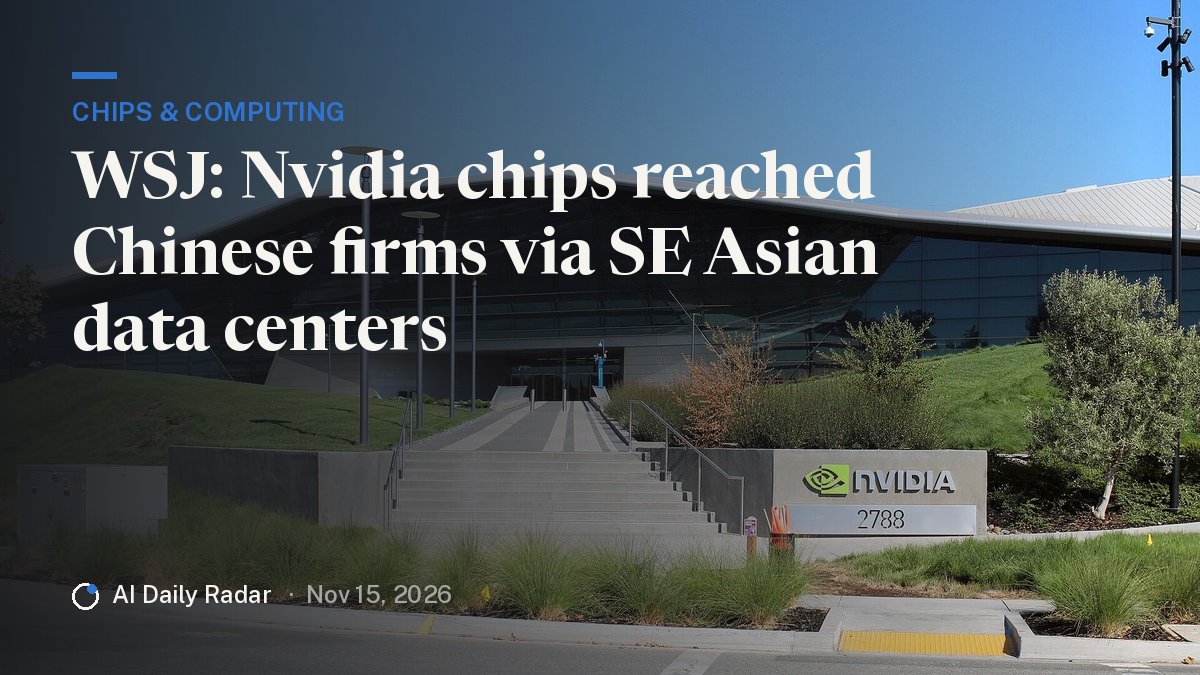 CHIPS & COMPUTING
WSJ: Nvidia chips reached
Chinese firms via SE Asian
data centers
NVIDIA
2788
AI Daily Radar · Nov 15, 2026